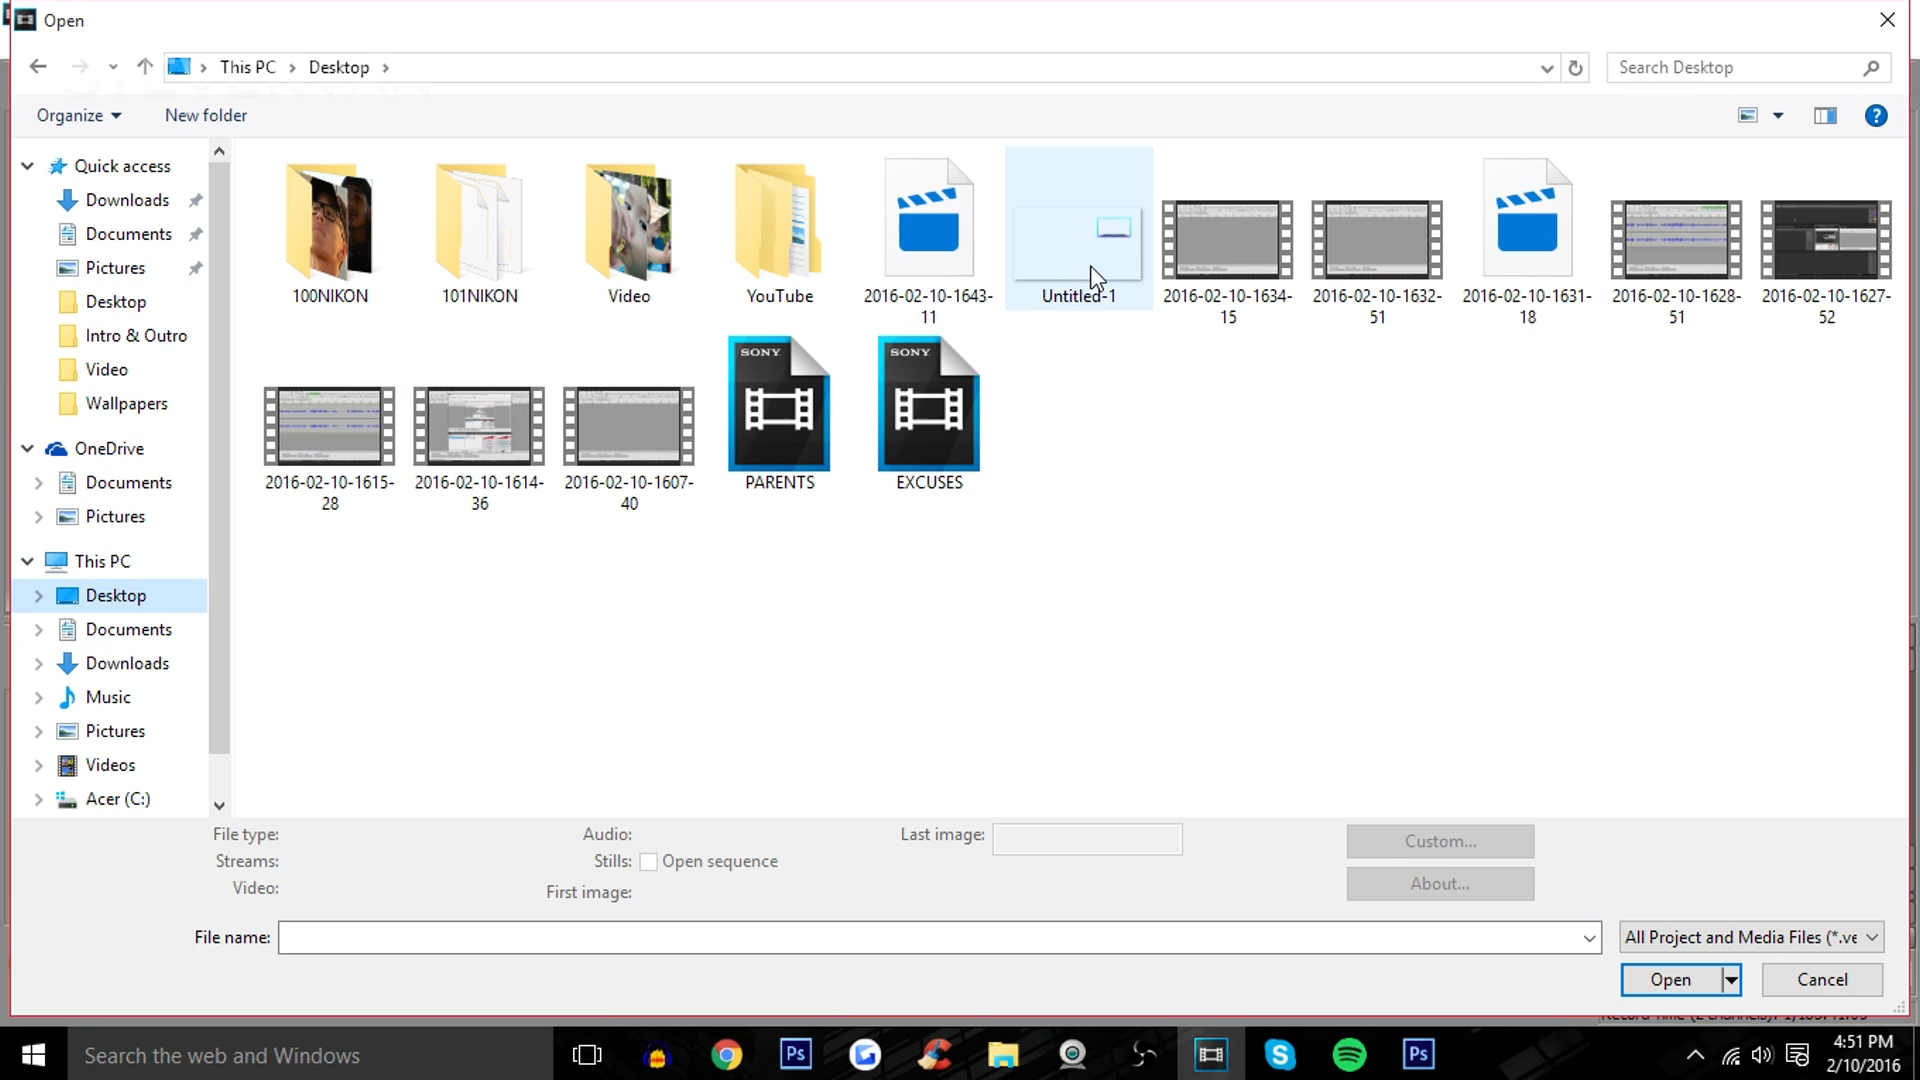 Open
This PC
Desktop
Search Desktop
Organize
New folder
Quick access
Downloads
Documents
Pictures
Desktop
Intro & Outro
Video
Wallpapers
OneDrive
Documents
Pictures
This PC
Desktop
Documents
Downloads
Music
Pictures
Videos
Acer (C:)
100NIKON
101NIKON
Video
YouTube
2016-02-10-1643-
11
Untitled-1
2016-02-10-1634-
15
2016-02-10-1632-
51
2016-02-10-1631-
18
2016-02-10-1628-
51
2016-02-10-1627-
52
2016-02-10-1615-
28
2016-02-10-1614-
36
2016-02-10-1607-
40
SONY
PARENTS
SONY
EXCUSES
File type:
Streams:
Video:
Audio:
Stills:
Open sequence
First image:
Last image:
Custom...
About...
File name:
All Project and Media Files (*.ve
Open
Cancel
Search the web and Windows
Ps
Ps
4:51 PM
2/10/2016